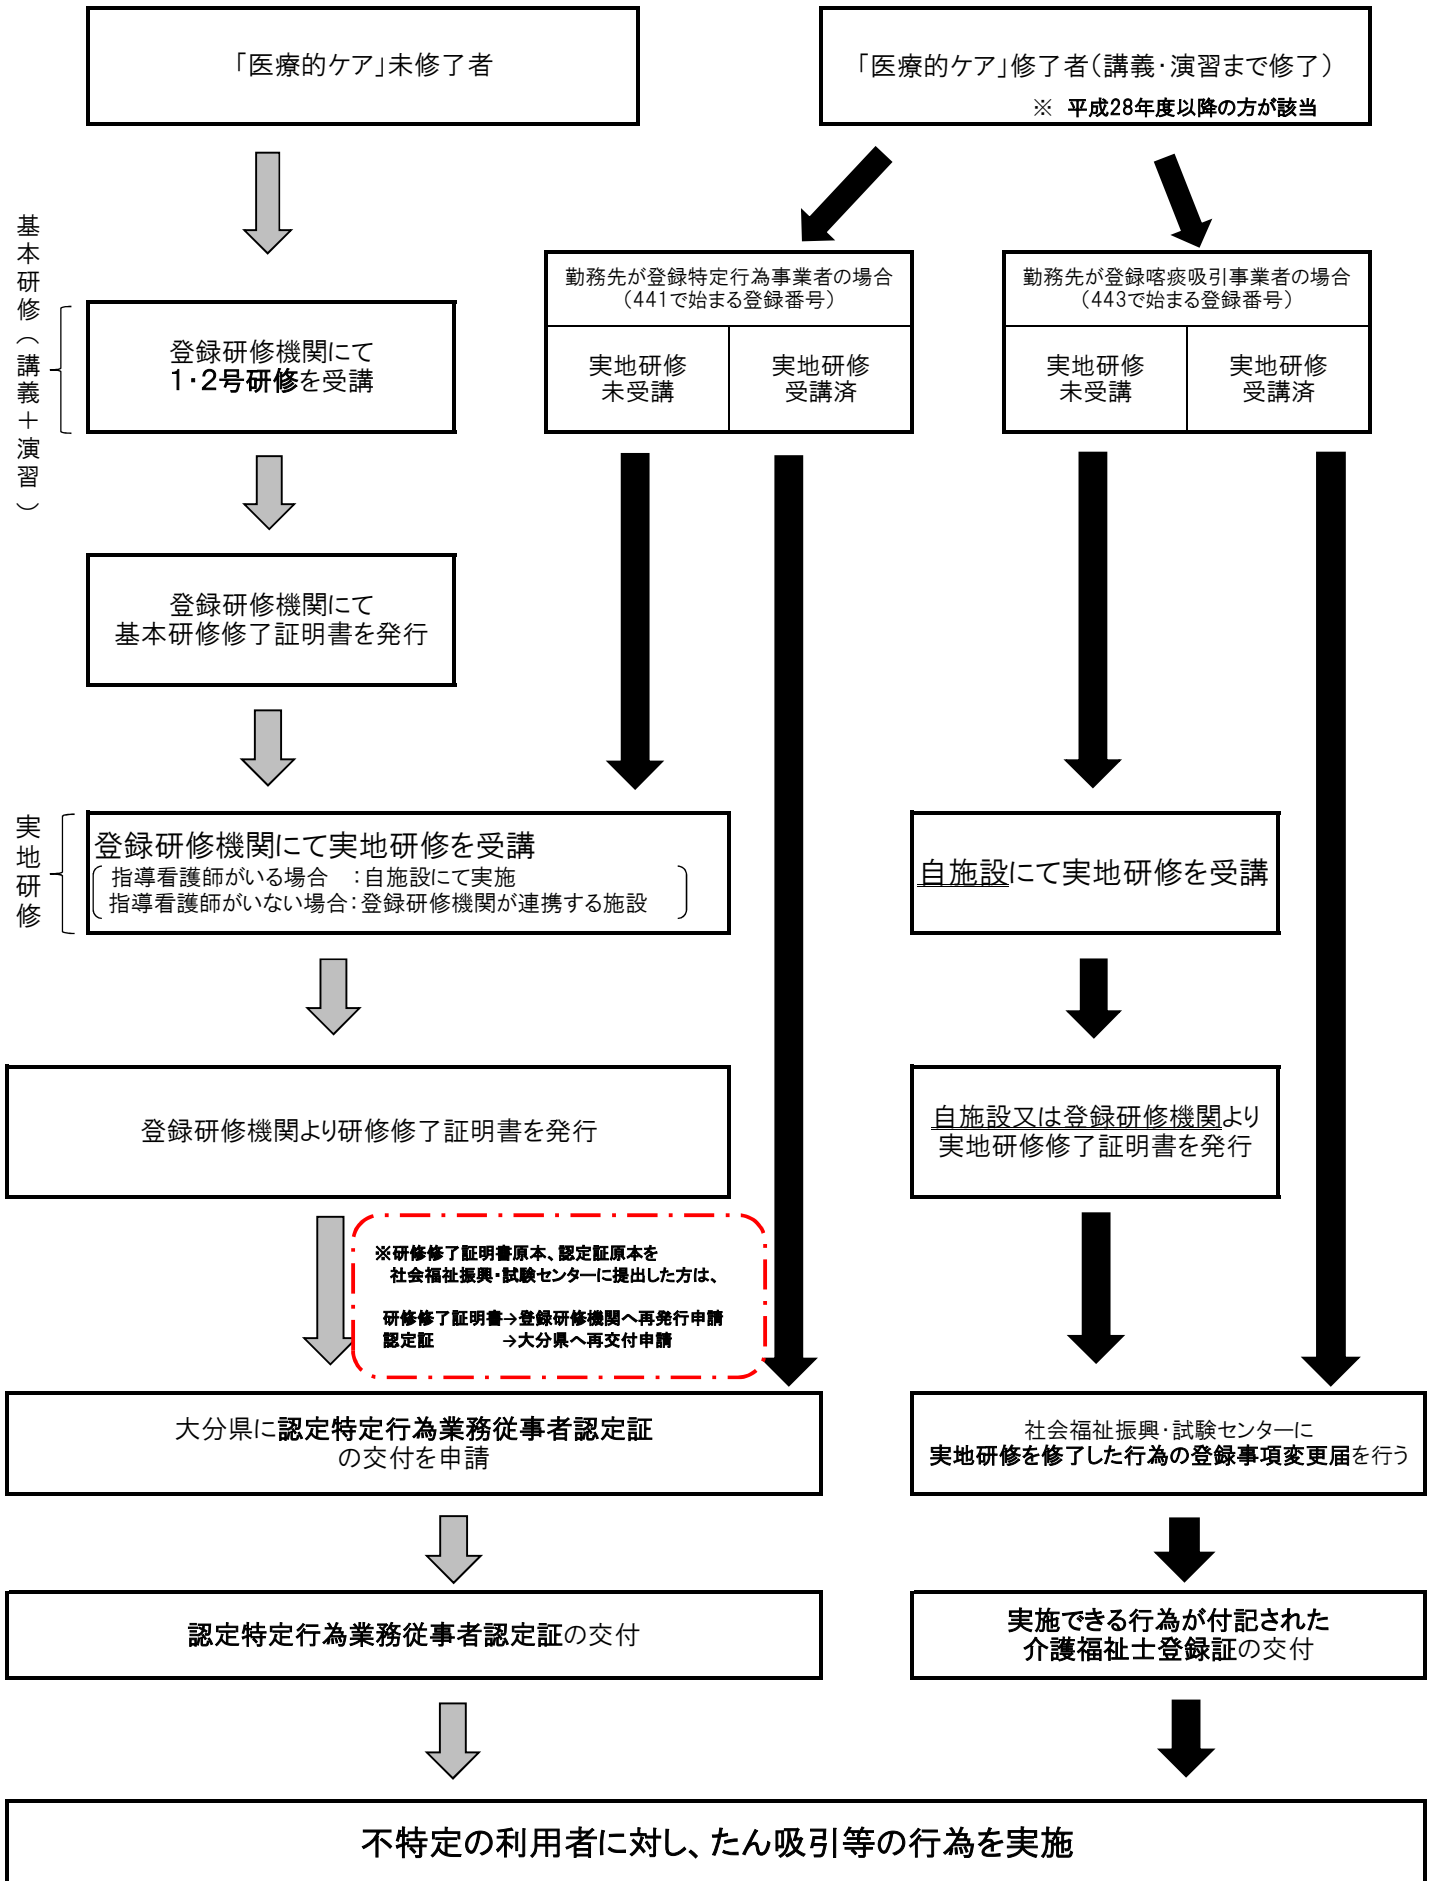 「医療的ケア」未修了者
「医療的ケア」修了者（講義・演習まで修了）
※ 平成28年度以降の方が該当
基本研修（講義＋演習）
勤務先が登録特定行為事業者の場合
（441で始まる登録番号）
実地研修
未受講
実地研修
受講済
勤務先が登録喀痰吸引事業者の場合
（443で始まる登録番号）
実地研修
未受講
実地研修
受講済
登録研修機関にて
1・2号研修を受講
登録研修機関にて
基本研修修了証明書を発行
実地研修
登録研修機関にて実地研修を受講
指導看護師がいる場合 ：自施設にて実施
指導看護師がいない場合：登録研修機関が連携する施設
自施設にて実地研修を受講
登録研修機関より研修修了証明書を発行
自施設又は登録研修機関より
実地研修修了証明書を発行
※研修修了証明書原本、認定証原本を
社会福祉振興・試験センターに提出した方は、
研修修了証明書→登録研修機関へ再発行申請
認定証 →大分県へ再交付申請
大分県に認定特定行為業務従事者認定証
の交付を申請
社会福祉振興・試験センターに
実地研修を修了した行為の登録事項変更届を行う
認定特定行為業務従事者認定証の交付
実施できる行為が付記された
介護福祉士登録証の交付
不特定の利用者に対し、たん吸引等の行為を実施